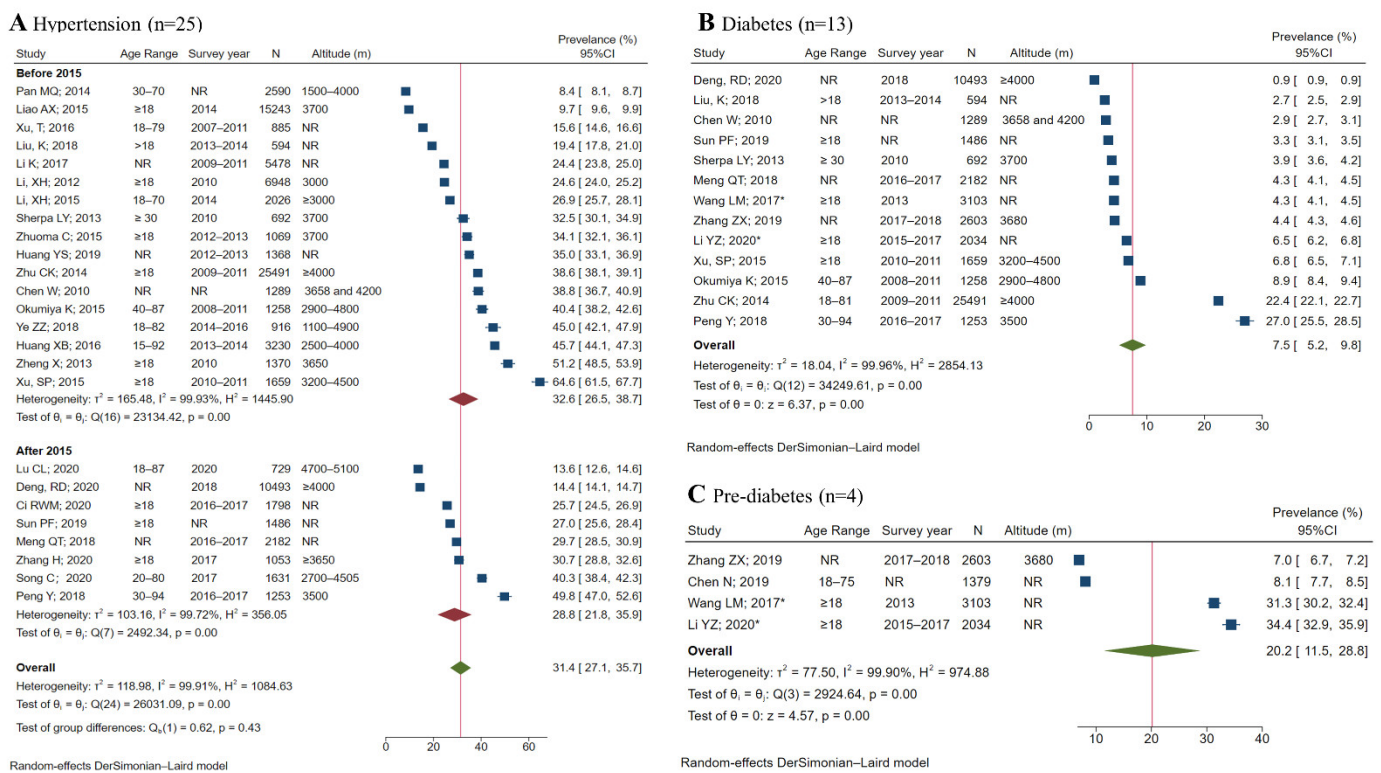 A Hypertension (n=25)
Prevelance (%)
Study Age Range Survey year N Altitude (m) 95%CI
Before 2015
Pan MQ; 2014 30–70 NR 2590 1500–4000 8.4 [ 8.1, 8.7]
Liao AX; 2015 ≥18 2014 15243 3700 9.7 [ 9.6, 9.9]
Xu, T; 2016 18–79 2007–2011 885 NR 15.6 [14.6, 16.6]
Liu, K; 2018 >18 2013–2014 594 NR 19.4 [17.8, 21.0]
Li K; 2017 NR 2009–2011 5478 NR 24.4 [23.8, 25.0]
Li, XH; 2012 ≥18 2010 6948 3000 24.6 [24.0, 25.2]
Li, XH; 2015 18–70 2014 2026 ≥3000 26.9 [25.7, 28.1]
Sherpa LY; 2013 ≥ 30 2010 692 3700 32.5 [30.1, 34.9]
Zhuoma C; 2015 ≥18 2012–2013 1069 3700 34.1 [32.1, 36.1]
Huang YS; 2019 NR 2012–2013 1368 NR 35.0 [33.1, 36.9]
Zhu CK; 2014 ≥18 2009–2011 25491 ≥4000 38.6 [38.1, 39.1]
Chen W; 2010 NR NR 1289 3658 and 4200 38.8 [36.7, 40.9]
Okumiya K; 2015 40–87 2008–2011 1258 2900–4800 40.4 [38.2, 42.6]
Ye ZZ; 2018 18–82 2014–2016 916 1100–4900 45.0 [42.1, 47.9]
Huang XB; 2016 15–92 2013–2014 3230 2500–4000 45.7 [44.1, 47.3]
Zheng X; 2013 ≥18 2010 1370 3650 51.2 [48.5, 53.9]
Xu, SP; 2015 ≥18 2010–2011 1659 3200–4500 64.6 [61.5, 67.7]
Heterogeneity: τ² = 165.48, I² = 99.93%, H² = 1445.90 32.6 [26.5, 38.7]
Test of θᵢ = θⱼ: Q(16) = 23134.42, p = 0.00
After 2015
Lu CL; 2020 18–87 2020 729 4700–5100 13.6 [12.6, 14.6]
Deng, RD; 2020 NR 2018 10493 ≥4000 14.4 [14.1, 14.7]
Ci RWM; 2020 ≥18 2016–2017 1798 NR 25.7 [24.5, 26.9]
Sun PF; 2019 ≥18 NR 1486 NR 27.0 [25.6, 28.4]
Meng QT; 2018 NR 2016–2017 2182 NR 29.7 [28.5, 30.9]
Zhang H; 2020 ≥18 2017 1053 ≥3650 30.7 [28.8, 32.6]
Song C; 2020 20–80 2017 1631 2700–4505 40.3 [38.4, 42.3]
Peng Y; 2018 30–94 2016–2017 1253 3500 49.8 [47.0, 52.6]
Heterogeneity: τ² = 103.16, I² = 99.72%, H² = 356.05 28.8 [21.8, 35.9]
Test of θᵢ = θⱼ: Q(7) = 2492.34, p = 0.00
Overall 31.4 [27.1, 35.7]
Heterogeneity: τ² = 118.98, I² = 99.91%, H² = 1084.63
Test of θᵢ = θⱼ: Q(24) = 26031.09, p = 0.00
Test of group differences: Q_b(1) = 0.62, p = 0.43
0 20 40 60
Random-effects DerSimonian–Laird model
B Diabetes (n=13)
Prevelance (%)
Study Age Range Survey year N Altitude (m) 95%CI
Deng, RD; 2020 NR 2018 10493 ≥4000 0.9 [ 0.9, 0.9]
Liu, K; 2018 >18 2013–2014 594 NR 2.7 [ 2.5, 2.9]
Chen W; 2010 NR NR 1289 3658 and 4200 2.9 [ 2.7, 3.1]
Sun PF; 2019 ≥18 NR 1486 NR 3.3 [ 3.1, 3.5]
Sherpa LY; 2013 ≥ 30 2010 692 3700 3.9 [ 3.6, 4.2]
Meng QT; 2018 NR 2016–2017 2182 NR 4.3 [ 4.1, 4.5]
Wang LM; 2017* ≥18 2013 3103 NR 4.3 [ 4.1, 4.5]
Zhang ZX; 2019 NR 2017–2018 2603 3680 4.4 [ 4.3, 4.6]
Li YZ; 2020* ≥18 2015–2017 2034 NR 6.5 [ 6.2, 6.8]
Xu, SP; 2015 ≥18 2010–2011 1659 3200–4500 6.8 [ 6.5, 7.1]
Okumiya K; 2015 40–87 2008–2011 1258 2900–4800 8.9 [ 8.4, 9.4]
Zhu CK; 2014 18–81 2009–2011 25491 ≥4000 22.4 [22.1, 22.7]
Peng Y; 2018 30–94 2016–2017 1253 3500 27.0 [25.5, 28.5]
Overall 7.5 [ 5.2, 9.8]
Heterogeneity: τ² = 18.04, I² = 99.96%, H² = 2854.13
Test of θᵢ = θⱼ: Q(12) = 34249.61, p = 0.00
Test of θ = 0: z = 6.37, p = 0.00
0 10 20 30
Random-effects DerSimonian–Laird model
C Pre-diabetes (n=4)
Prevelance (%)
Study Age Range Survey year N Altitude (m) 95%CI
Zhang ZX; 2019 NR 2017–2018 2603 3680 7.0 [ 6.7, 7.2]
Chen N; 2019 18–75 NR 1379 NR 8.1 [ 7.7, 8.5]
Wang LM; 2017* ≥18 2013 3103 NR 31.3 [30.2, 32.4]
Li YZ; 2020* ≥18 2015–2017 2034 NR 34.4 [32.9, 35.9]
Overall 20.2 [11.5, 28.8]
Heterogeneity: τ² = 77.50, I² = 99.90%, H² = 974.88
Test of θᵢ = θⱼ: Q(3) = 2924.64, p = 0.00
Test of θ = 0: z = 4.57, p = 0.00
10 20 30 40
Random-effects DerSimonian–Laird model